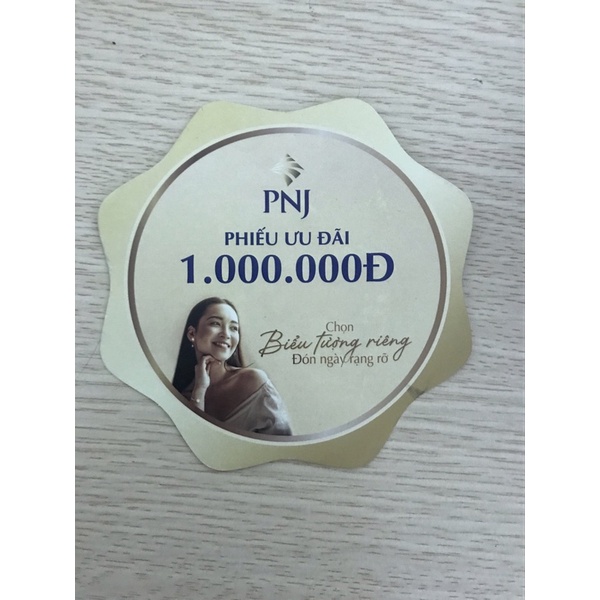 PNJ
PHIẾU ƯU ĐÃI
1.000.000Đ
Chọn
Biểu tượng riêng
Đón ngày rạng rỡ